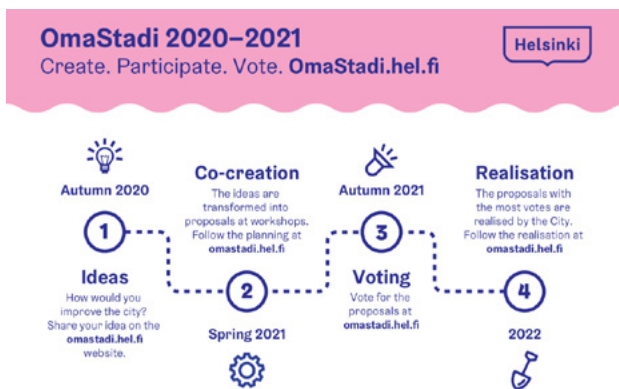 OmaStadi 2020–2021
Create. Participate. Vote. OmaStadi.hel.fi
Helsinki
Autumn 2020
1
Ideas
How would you
improve the city?
Share your idea on the
omastadi.hel.fi
website.
Co-creation
The ideas are
transformed into
proposals at workshops.
Follow the planning at
omastadi.hel.fi
2
Spring 2021
Autumn 2021
3
Voting
Vote for the
proposals at
omastadi.hel.fi
Realisation
The proposals with
the most votes are
realised by the City.
Follow the realisation at
omastadi.hel.fi
4
2022